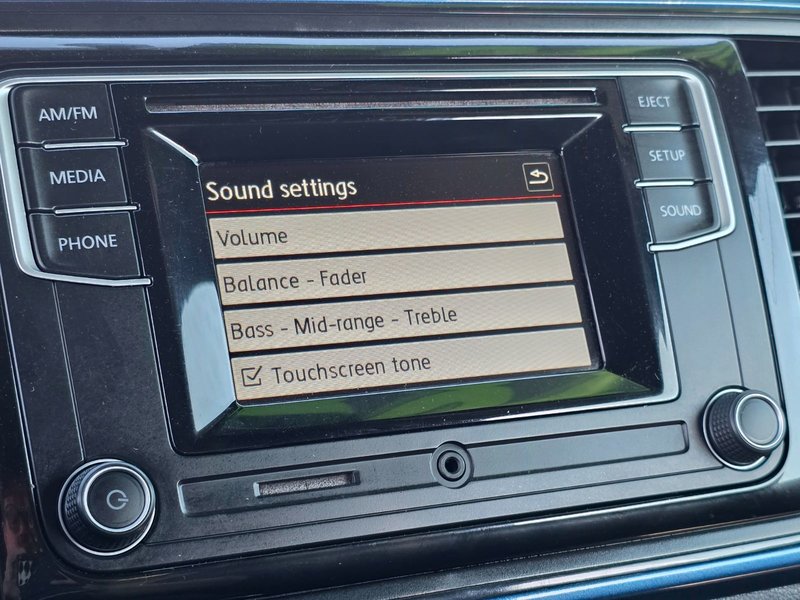 AM/FM
MEDIA
PHONE
Sound settings
Volume
Balance - Fader
Bass - Mid-range - Treble
Touchscreen tone
EJECT
SETUP
SOUND